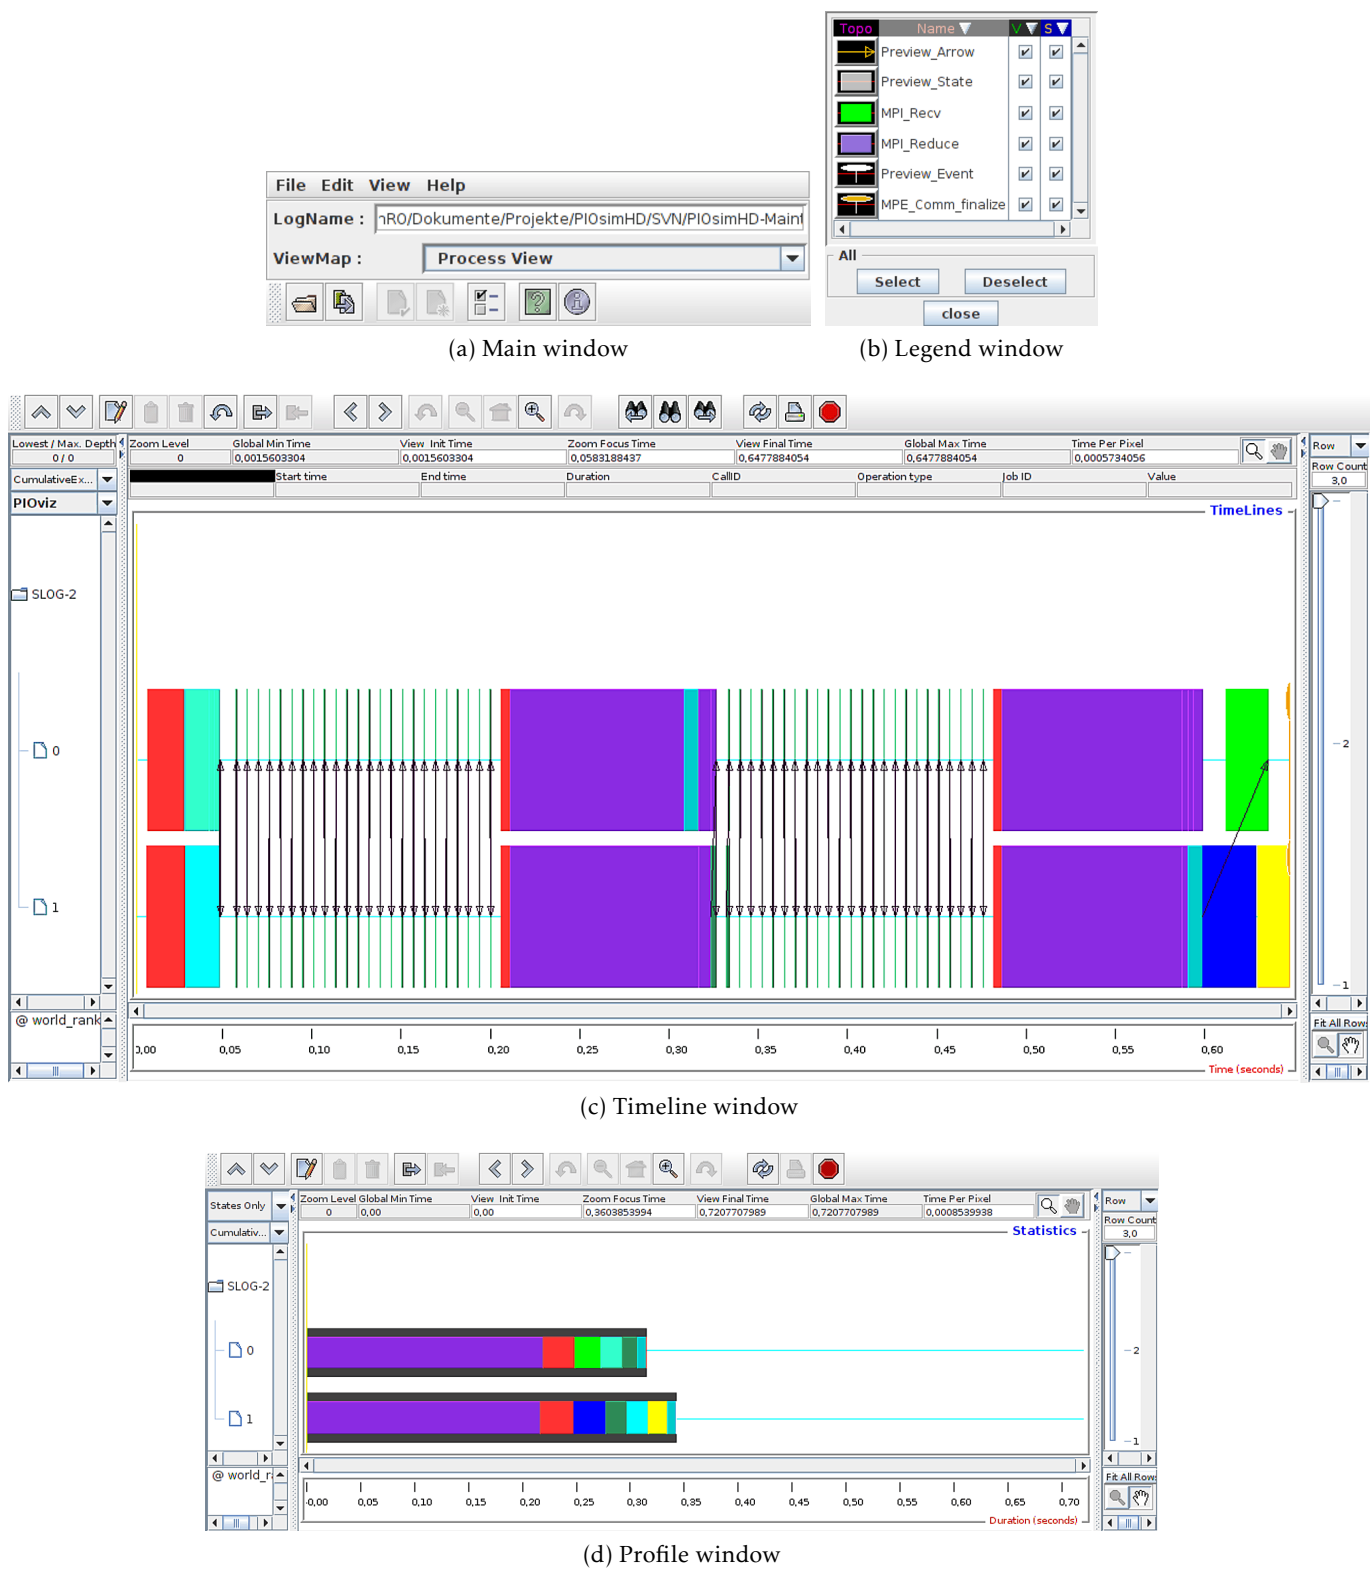 Topo Name V S
Preview_Arrow
Preview_State
MPI_Recv
MPI_Reduce
Preview_Event
MPE_Comm_finalize
All
Select Deselect
close
File Edit View Help
LogName : nRO/Dokumente/Projekte/PIOsimHD/SVN/PIOsimHD-Mainf
ViewMap : Process View
(a) Main window
(b) Legend window
Lowest / Max. Depth Zoom Level Global Min Time View Init Time Zoom Focus Time View Final Time Global Max Time Time Per Pixel Row
0 / 0 0 0,0015603304 0,0015603304 0,0583188437 0,6477884054 0,6477884054 0,0005734056
Row Count
3,0
CumulativeEx... Start time End time Duration CallID Operation type Job ID Value
PIOviz
TimeLines
SLOG-2
0
2
1
1
@ world_rank
Fit All Rows
0,00 0,05 0,10 0,15 0,20 0,25 0,30 0,35 0,40 0,45 0,50 0,55 0,60
Time (seconds)
(c) Timeline window
States Only Zoom Level Global Min Time View Init Time Zoom Focus Time View Final Time Global Max Time Time Per Pixel Row
0 0,00 0,00 0,3603853994 0,7207707989 0,7207707989 0,0008539938
Row Count
3,0
Cumulativ...
Statistics
SLOG-2
0
2
1
1
@ world_ra
Fit All Rows
0,00 0,05 0,10 0,15 0,20 0,25 0,30 0,35 0,40 0,45 0,50 0,55 0,60 0,65 0,70
Duration (seconds)
(d) Profile window